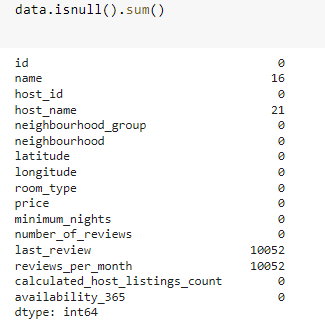 data.isnull().sum()
id 0
name 16
host_id 0
host_name 21
neighbourhood_group 0
neighbourhood 0
latitude 0
longitude 0
room_type 0
price 0
minimum_nights 0
number_of_reviews 0
last_review 10052
reviews_per_month 10052
calculated_host_listings_count 0
availability_365 0
dtype: int64